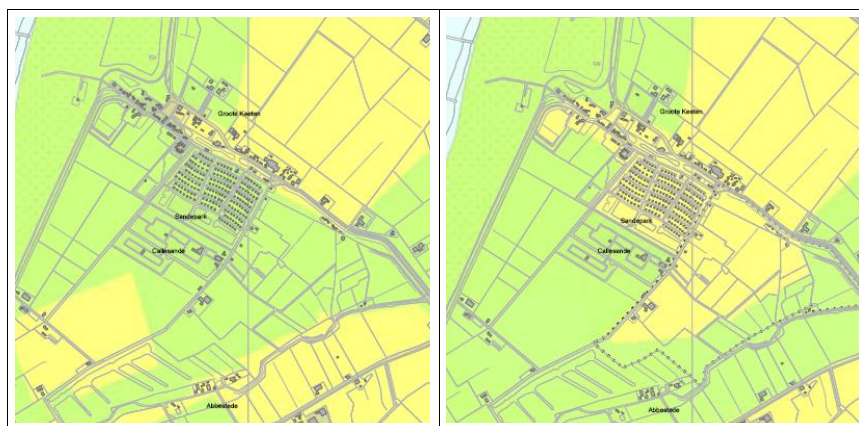 Groote Keeten
Sandepark
Callesande
Abbestede
Groote Keeten
Sandepark
Callesande
Abbestede